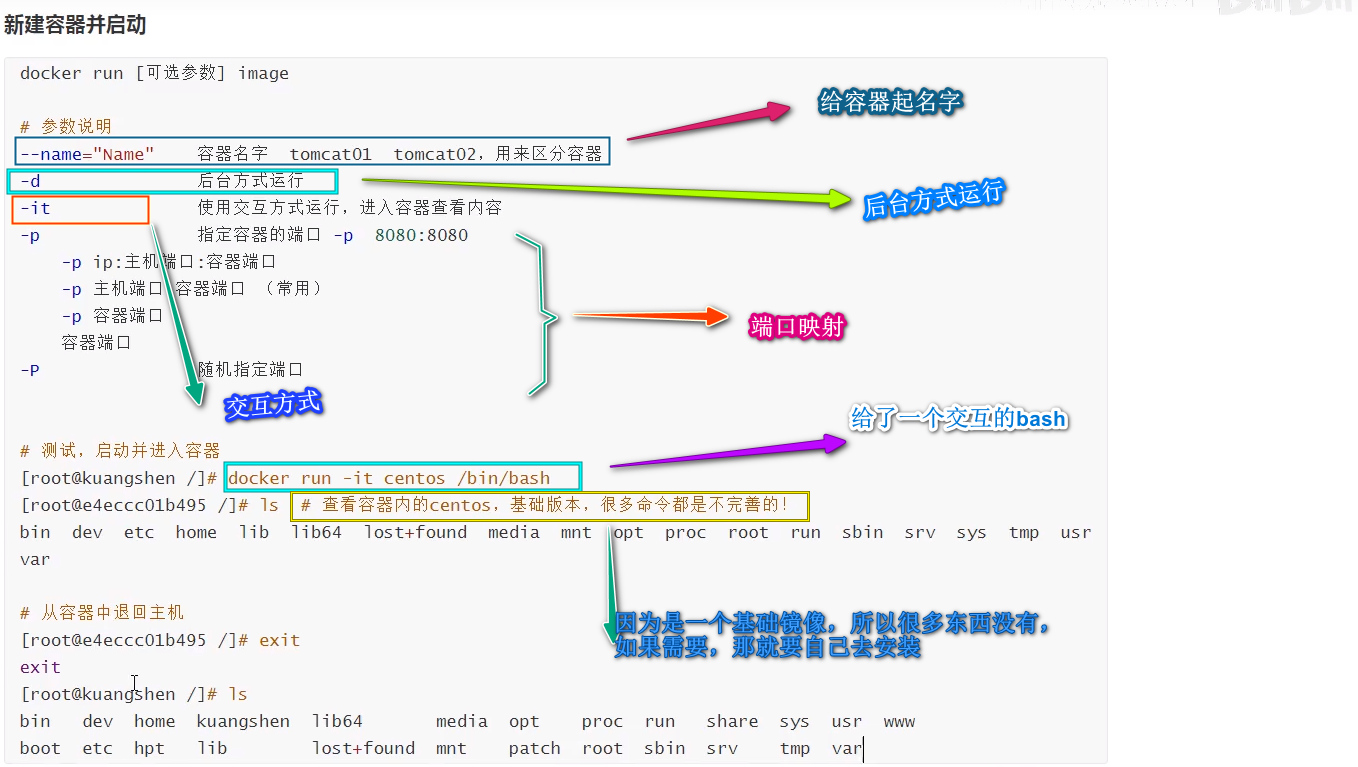 新建容器并启动
docker run [可选参数] image
# 参数说明
给容器起名字
--name="Name" 容器名字 tomcat01 tomcat02，用来区分容器
-d 后台方式运行
后台方式运行
-it 使用交互方式运行，进入容器查看内容
-p 指定容器的端口 -p 8080:8080
-p ip:主机端口:容器端口
-p 主机端口 容器端口 （常用）
-p 容器端口
端口映射
容器端口
-P 随机指定端口
交互方式
给了一个交互的bash
# 测试，启动并进入容器
[root@kuangshen /]# docker run -it centos /bin/bash
[root@e4eccc01b495 /]# ls # 查看容器内的centos，基础版本，很多命令都是不完善的！
bin dev etc home lib lib64 lost+found media mnt opt proc root run sbin srv sys tmp usr
var
# 从容器中退回主机
因为是一个基础镜像，所以很多东西没有，
如果需要，那就要自己去安装
[root@e4eccc01b495 /]# exit
exit
[root@kuangshen /]# ls
bin dev home kuangshen lib64 media opt proc run share sys usr www
boot etc hpt lib lost+found mnt patch root sbin srv tmp var